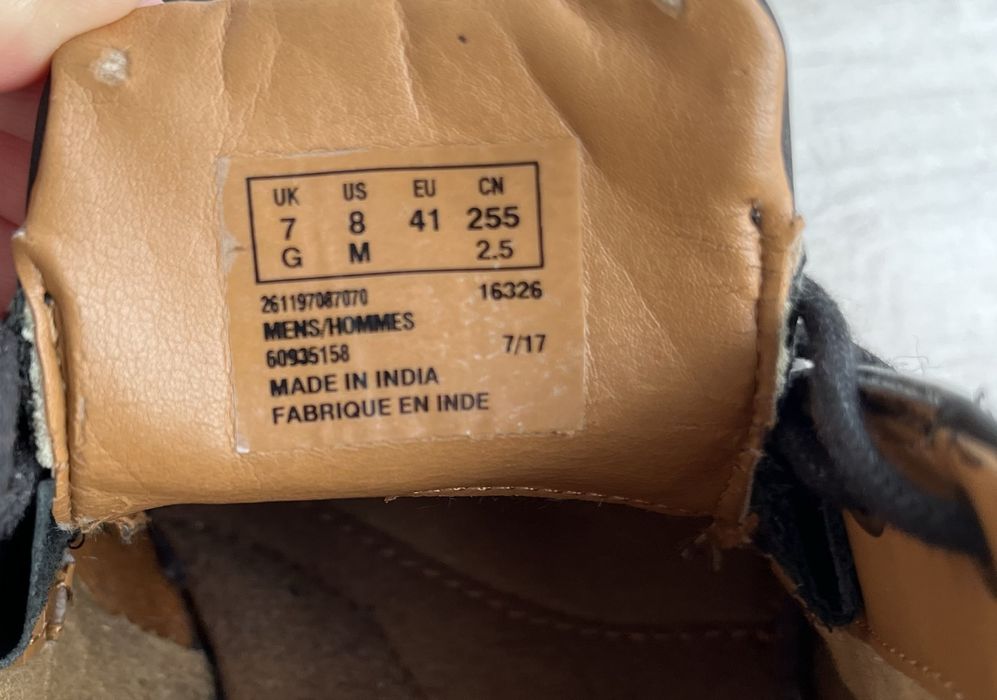 UK US EU CN
7 8 41 255
G M 2.5
261197087070 16326
MENS/HOMMES
60935158 7/17
MADE IN INDIA
FABRIQUE EN INDE